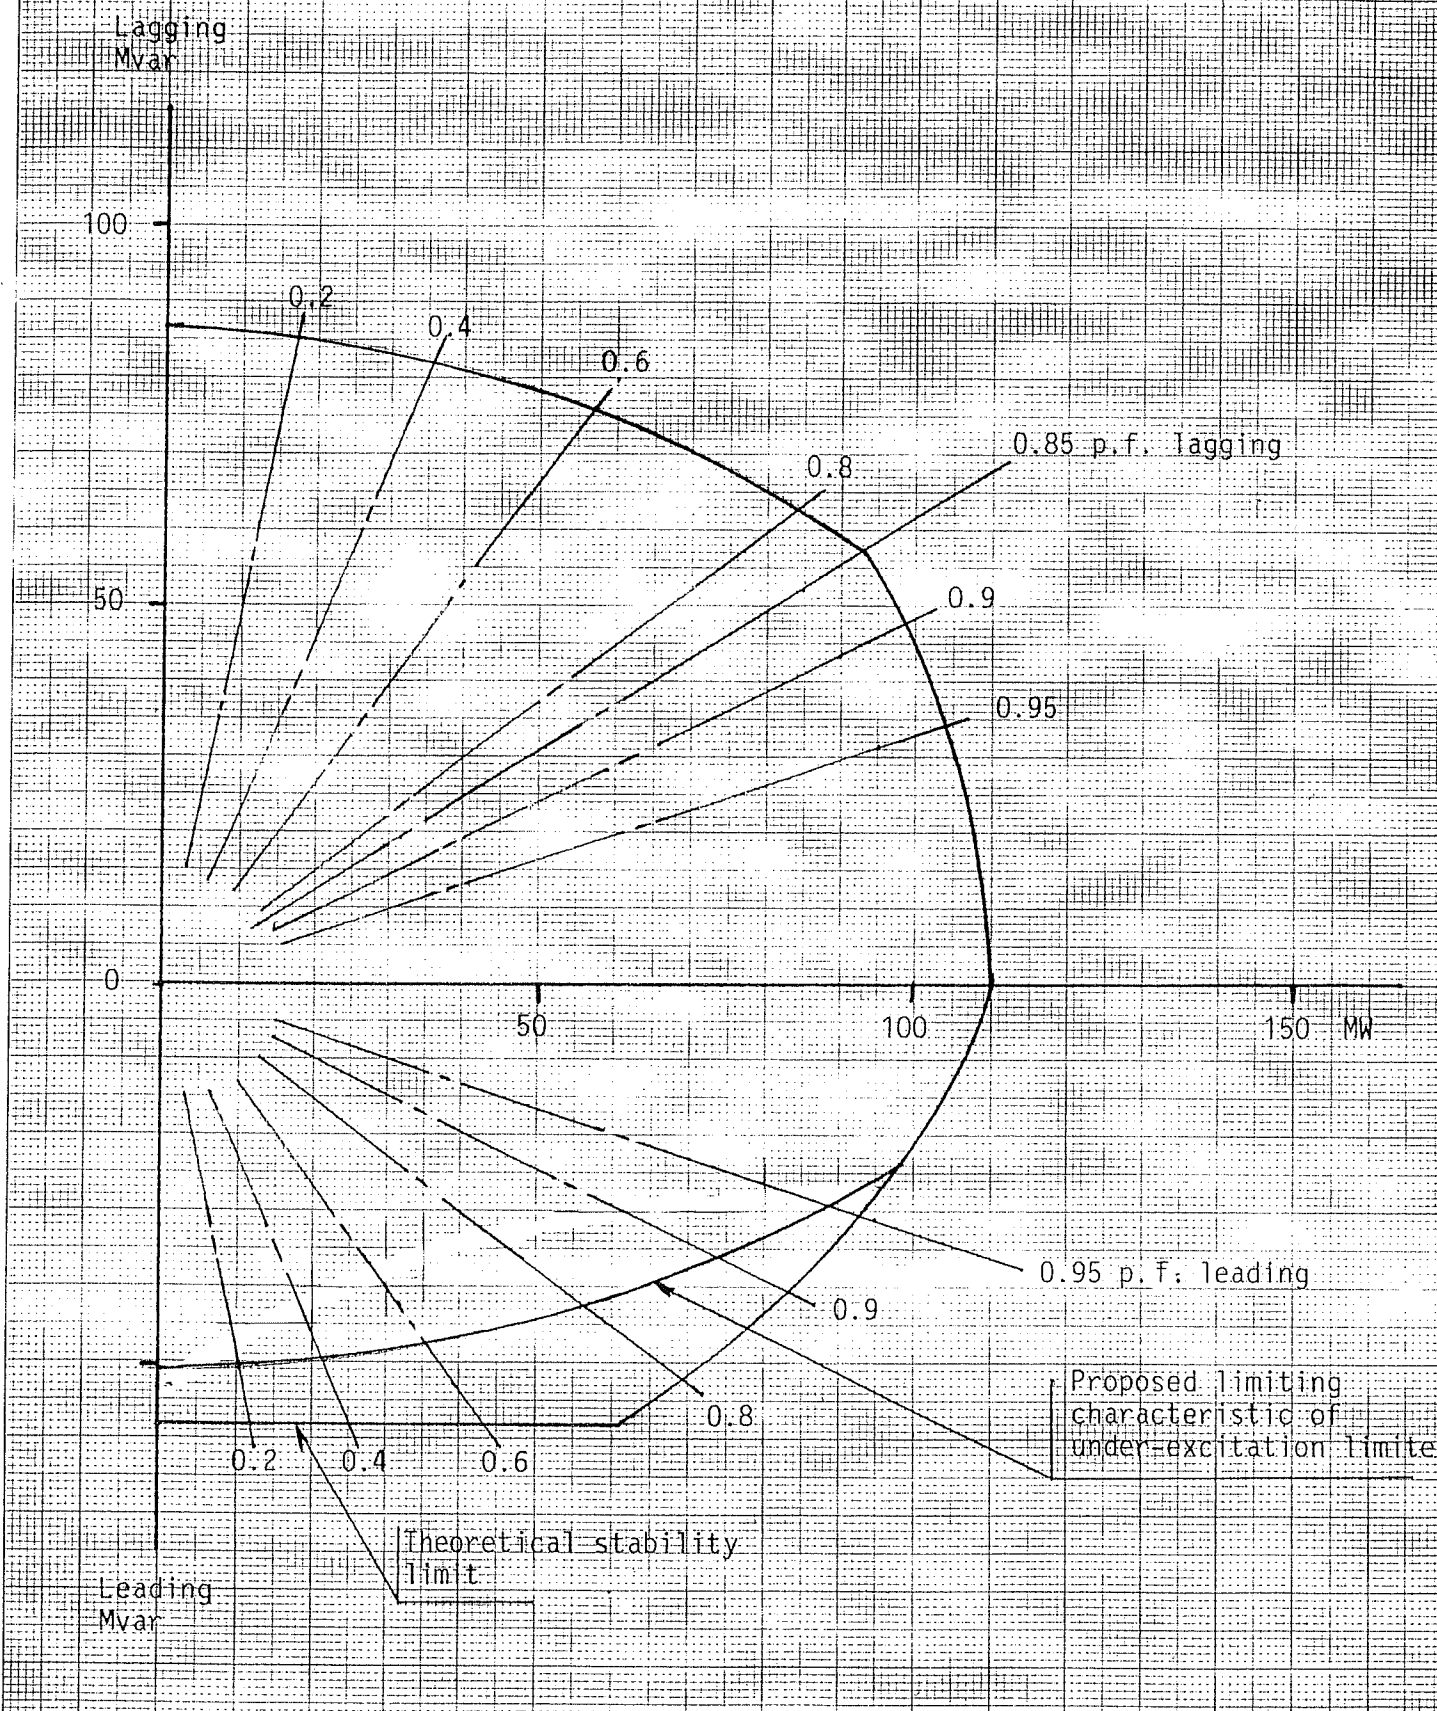 Lagging
Mvar
100
0.2
0.4
0.6
0.85 p.f. lagging
0.8
50
0.9
0.95
0
50
100
150 MW
0.95 p.f. leading
0.9
Proposed limiting
characteristic of
under-excitation limite
0.8
0.2
0.4
0.6
Theoretical stability
limit
Leading
Mvar